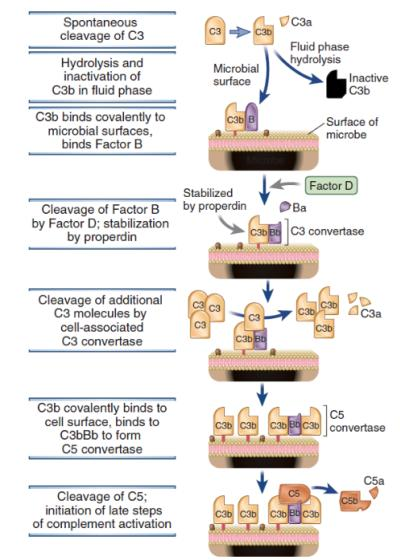 Spontaneous
cleavage of C3
C3
C3b
C3a
Fluid phase
hydrolysis
Hydrolysis and
inactivation of
C3b in fluid phase
Microbial
surface
Inactive
C3b
C3b binds covalently to
microbial surfaces,
binds Factor B
C3b B
Surface of
microbe
Microbe
Factor D
Stabilized
by properdin
Ba
Cleavage of Factor B
by Factor D; stabilization
by properdin
C3b Bb
C3 convertase
Cleavage of additional
C3 molecules by
cell-associated
C3 convertase
C3 C3
C3
C3
C3b Bb
C3b C3b
C3b
C3a
C3b covalently binds to
cell surface, binds to
C3bBb to form
C5 convertase
C3b C3b C3b Bb C3b
C5
convertase
Cleavage of C5;
initiation of late steps
of complement activation
C5
C5a
C5b
C3b C3b C3b Bb C3b